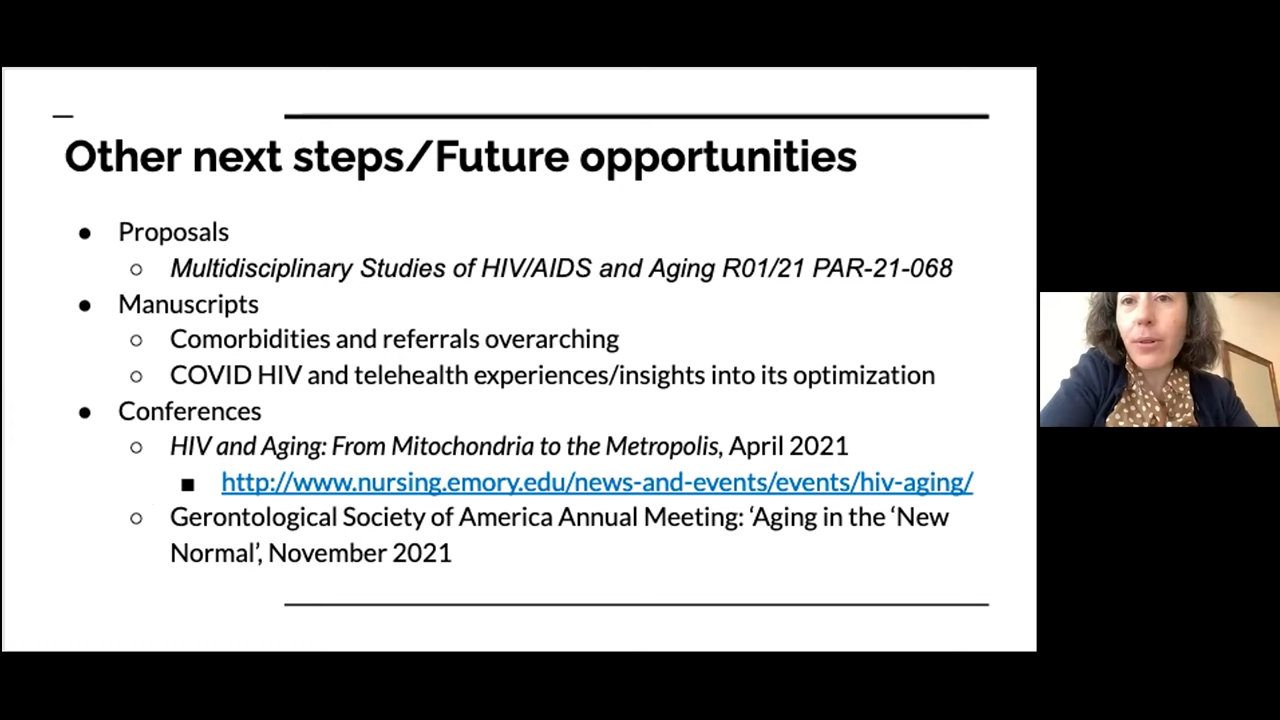 Other next steps/Future opportunities
● Proposals
○ Multidisciplinary Studies of HIV/AIDS and Aging R01/21 PAR-21-068
● Manuscripts
○ Comorbidities and referrals overarching
○ COVID HIV and telehealth experiences/insights into its optimization
● Conferences
○ HIV and Aging: From Mitochondria to the Metropolis, April 2021
■ http://www.nursing.emory.edu/news-and-events/events/hiv-aging/
○ Gerontological Society of America Annual Meeting: ‘Aging in the ‘New
Normal’, November 2021